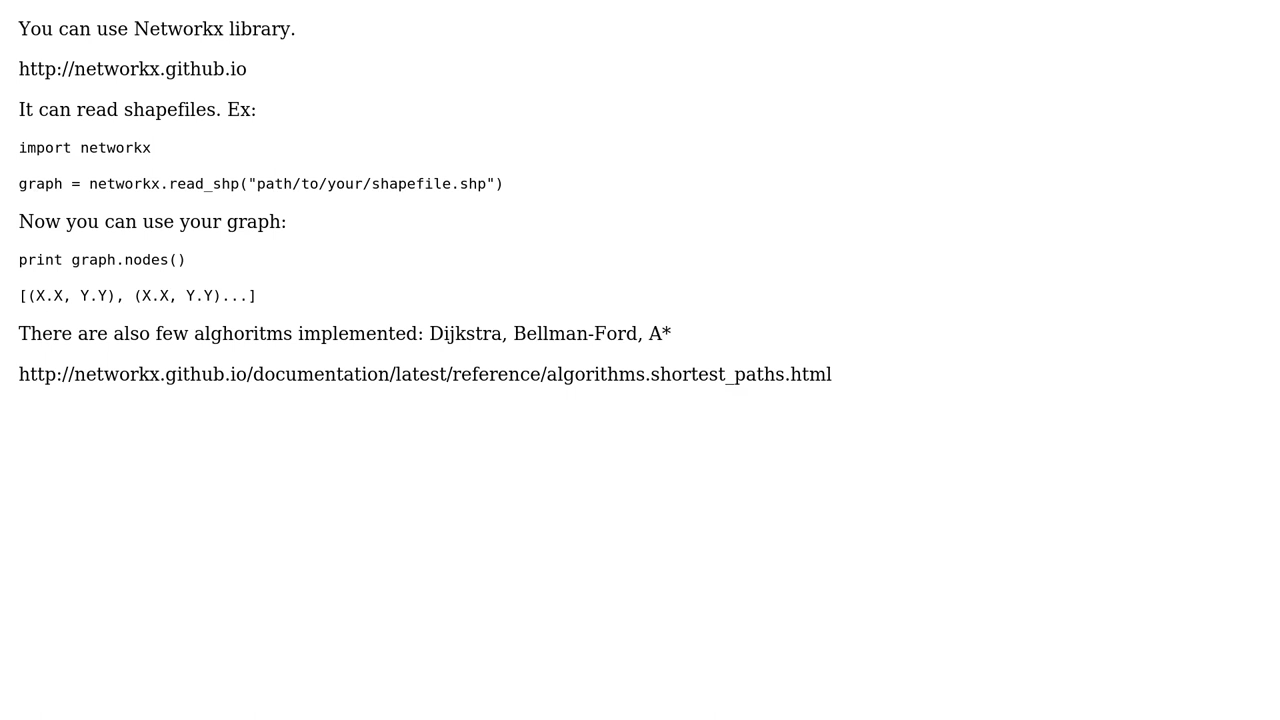 You can use Networkx library.
http://networkx.github.io
It can read shapefiles. Ex:
import networkx
graph = networkx.read_shp("path/to/your/shapefile.shp")
Now you can use your graph:
print graph.nodes()
[(X.X, Y.Y), (X.X, Y.Y)...]
There are also few alghoritms implemented: Dijkstra, Bellman-Ford, A*
http://networkx.github.io/documentation/latest/reference/algorithms.shortest_paths.html